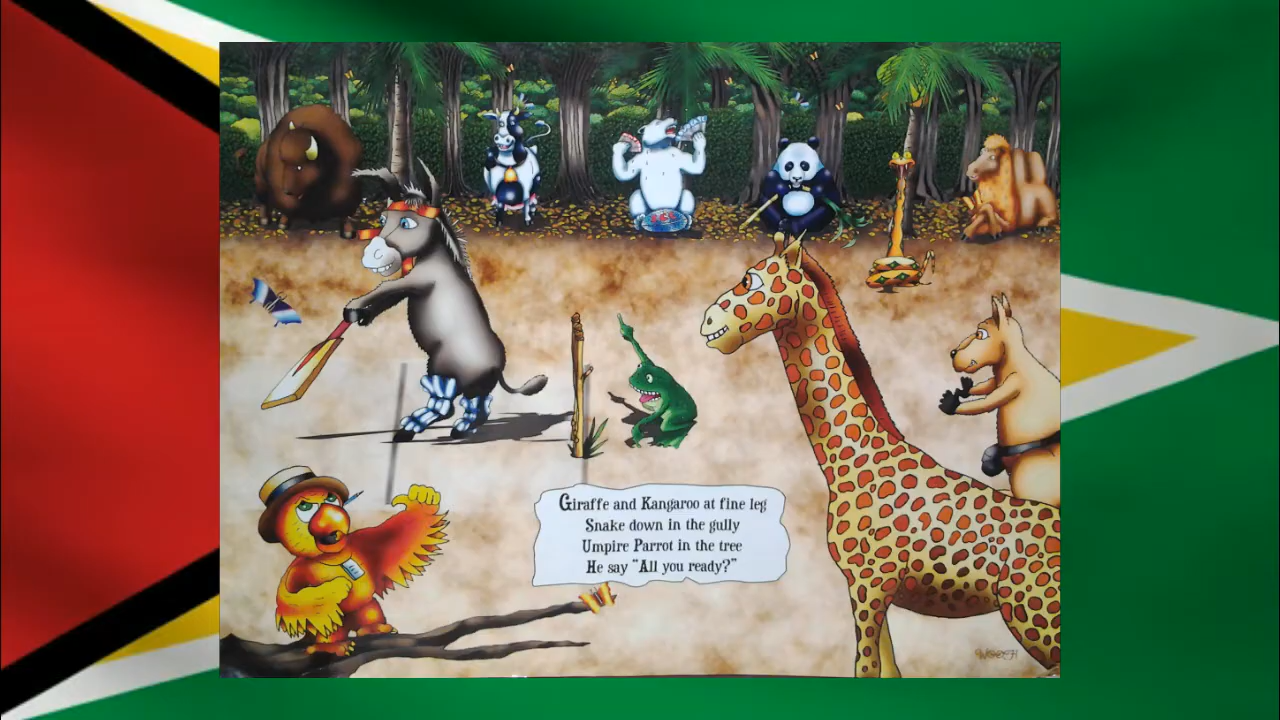 Giraffe and Kangaroo at fine leg
Snake down in the gully
Umpire Parrot in the tree
He say "All you ready?"